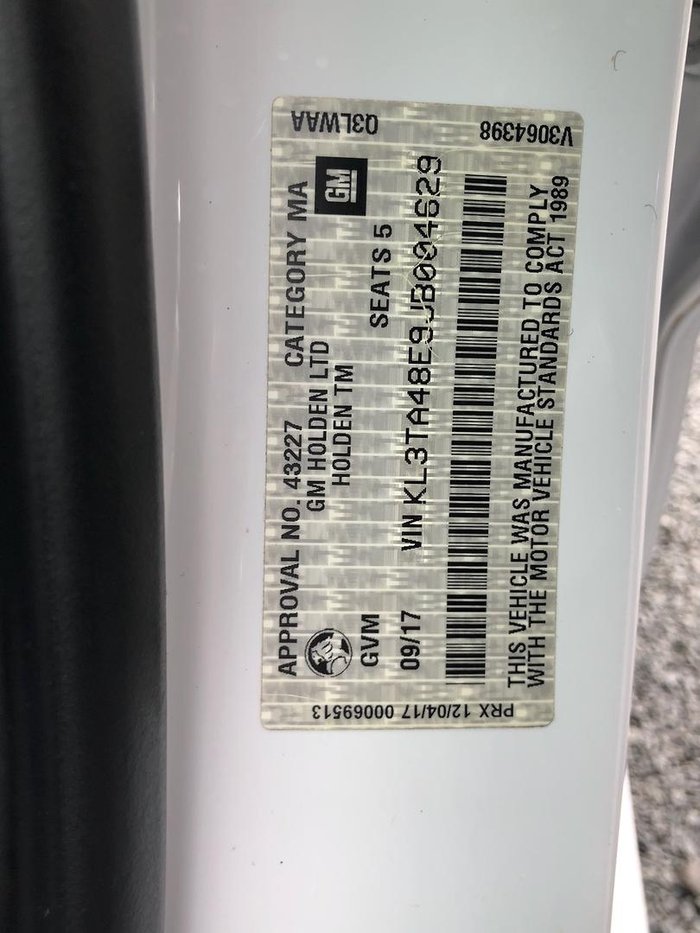 APPROVAL NO. 43227 CATEGORY MA
GM HOLDEN LTD
HOLDEN TM
GM
GVM
SEATS 5
09/17
VIN KL3TA48E9JB004629
THIS VEHICLE WAS MANUFACTURED TO COMPLY
WITH THE MOTOR VEHICLE STANDARDS ACT 1989
PRX 12/04/17 00069513
Q3LWAA
V3064398